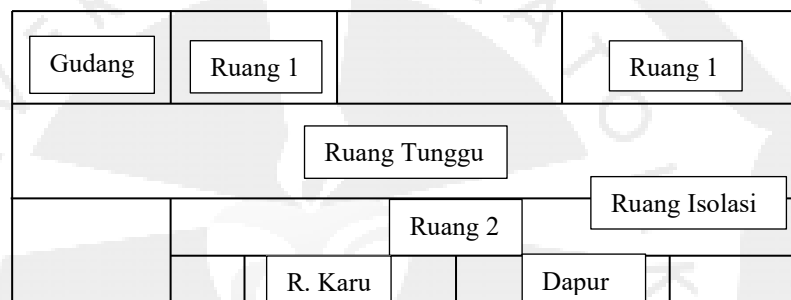 Gudang
Ruang 1
Ruang 1
Ruang Tunggu
Ruang Isolasi
Ruang 2
R. Karu
Dapur